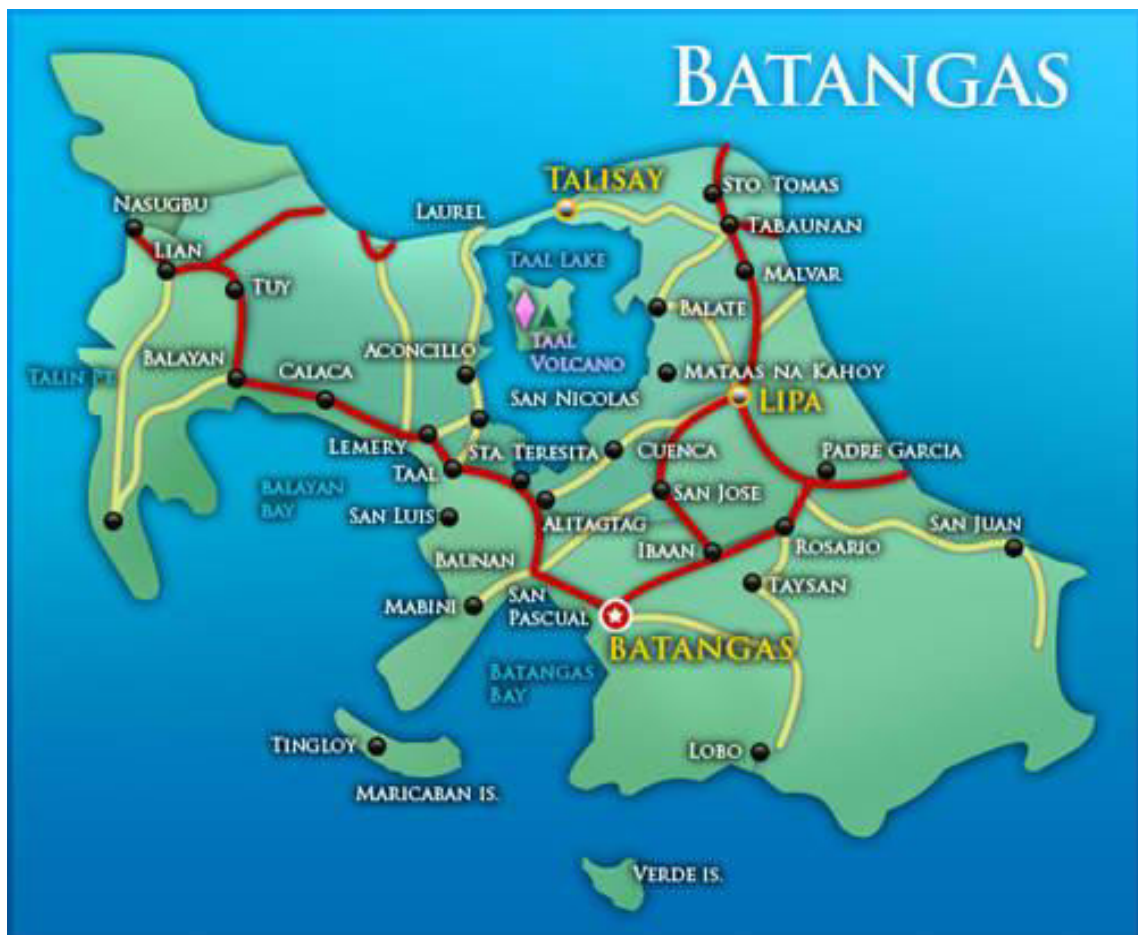 BATANGAS
TALISAY
STO. TOMAS
NASUGBU
LAUREL
TABAUNAN
LIAN
TAAL LAKE
MALVAR
TUY
BALATE
TAAL
VOLCANO
ACONCILLO
BALAYAN
CALACA
TALIN PT.
MATAAS NA KAHOY
SAN NICOLAS
LIPA
LEMERY
STA. TERESITA
CUENCA
PADRE GARCIA
TAAL
BALAYAN
BAY
SAN JOSE
SAN LUIS
ALITAGTAG
SAN JUAN
IBAAN
ROSARIO
BAUNAN
TAYSAN
MABINI
SAN
PASCUAL
BATANGAS
BATANGAS
BAY
TINGLOY
LOBO
MARICABAN IS.
VERDE IS.